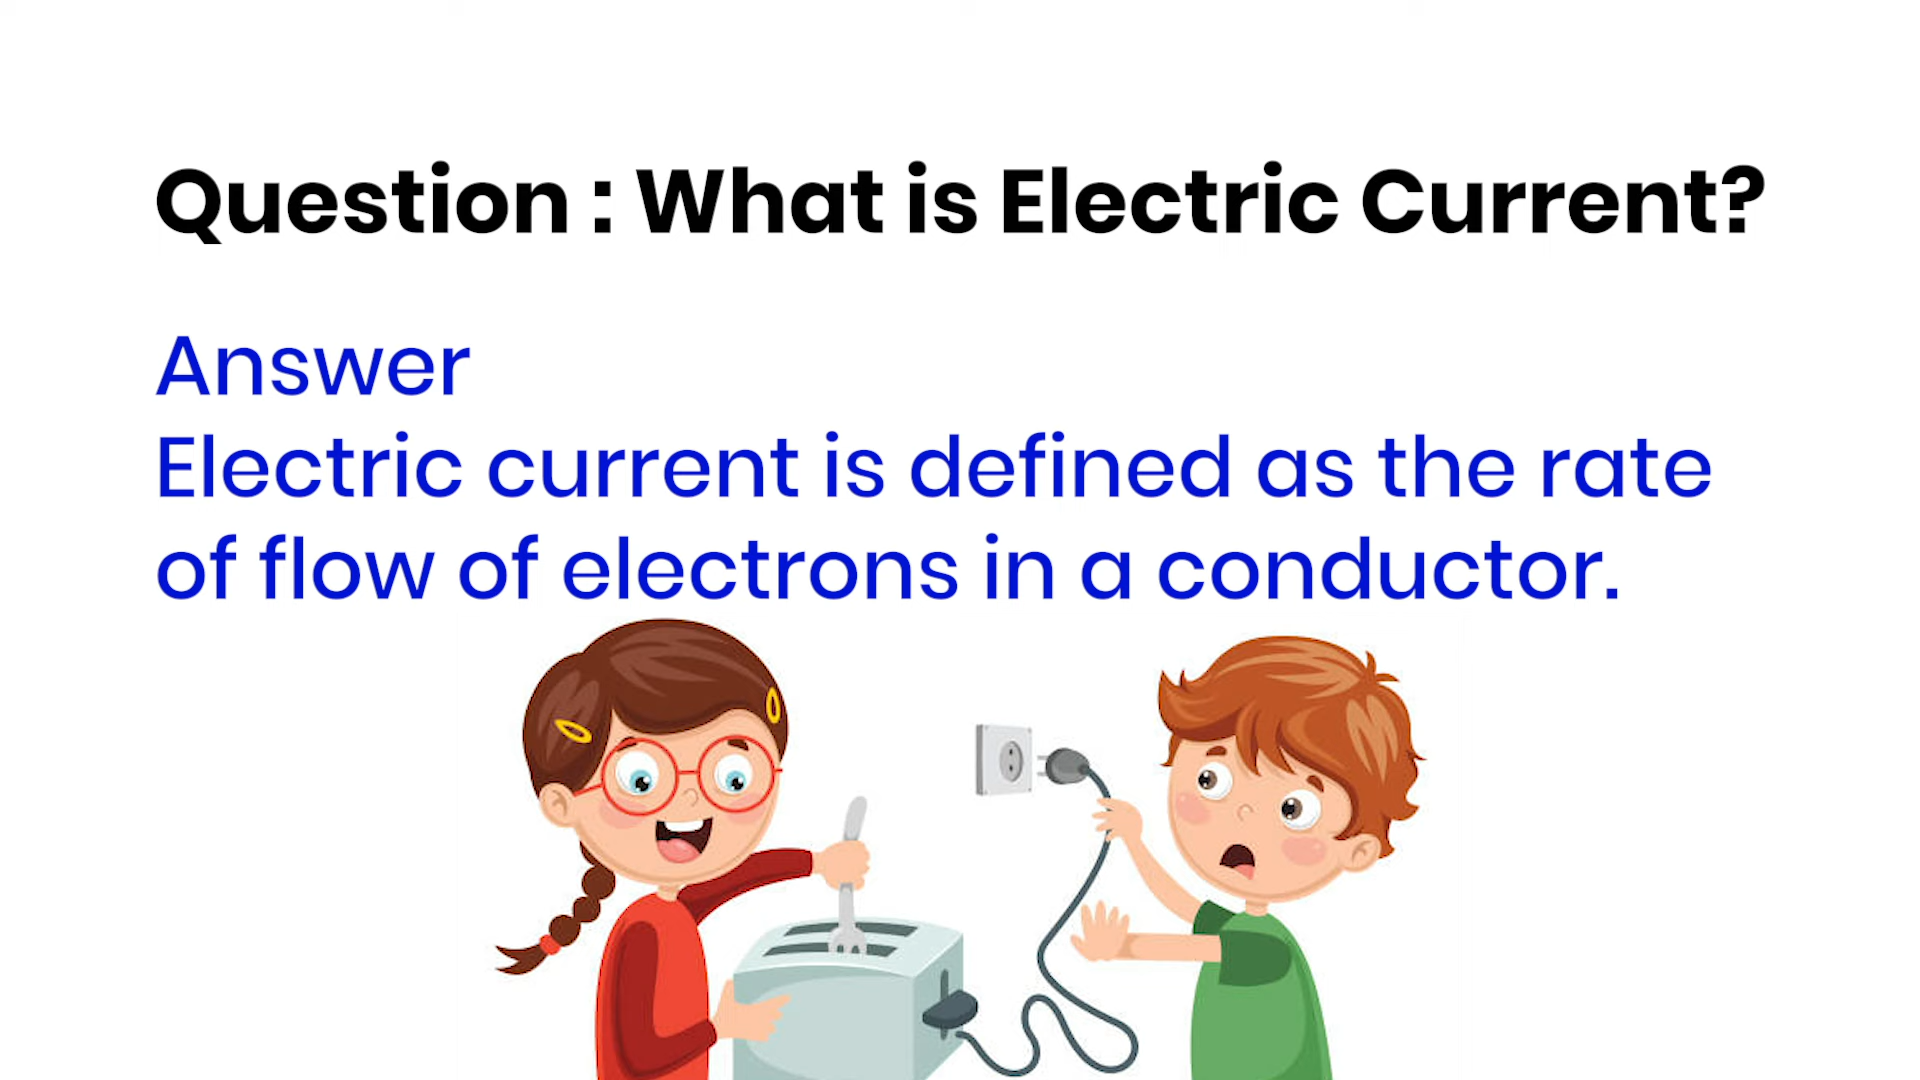 Question : What is Electric Current?
Answer
Electric current is defined as the rate
of flow of electrons in a conductor.